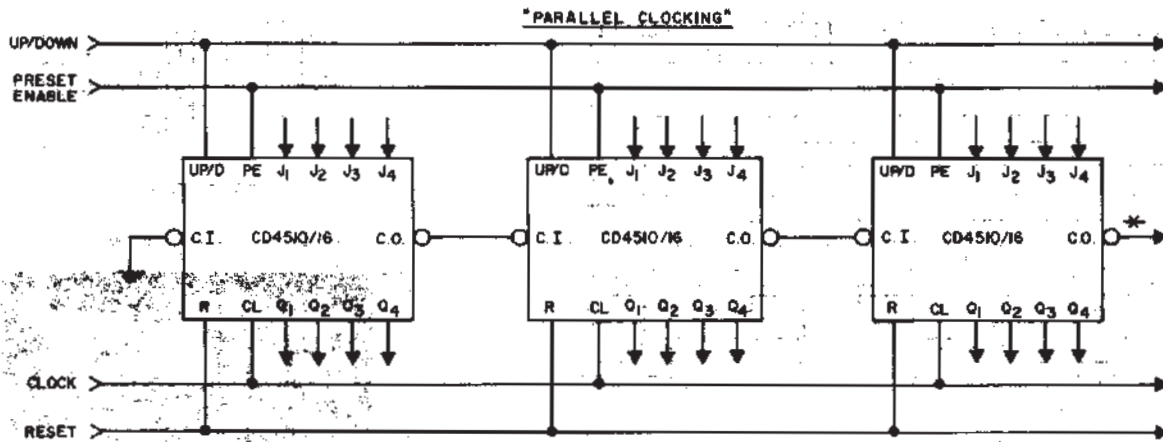 "PARALLEL CLOCKING"
UP/DOWN
PRESET
ENABLE
UP/D PE J1 J2 J3 J4
UP/D PE J1 J2 J3 J4
UP/D PE J1 J2 J3 J4
C.I. CD4510/16 C.O.
C.I. CD4510/16 C.O.
C.I. CD4510/16 C.O.
*
R CL Q1 Q2 Q3 Q4
R CL Q1 Q2 Q3 Q4
R CL Q1 Q2 Q3 Q4
CLOCK
RESET